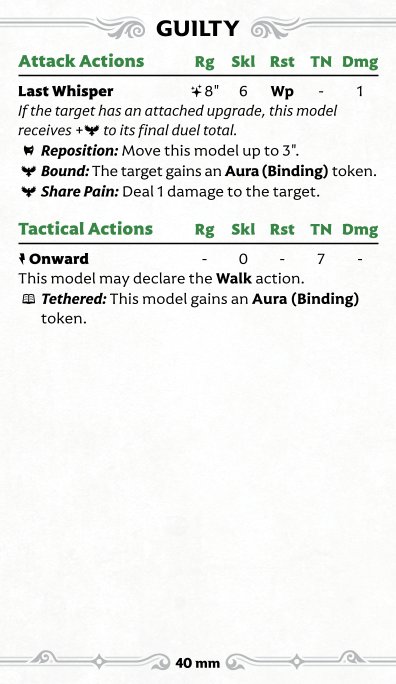 GUILTY
Attack Actions Rg Skl Rst TN Dmg
Last Whisper 8" 6 Wp - 1
If the target has an attached upgrade, this model
receives + to its final duel total.
Reposition: Move this model up to 3".
Bound: The target gains an Aura (Binding) token.
Share Pain: Deal 1 damage to the target.
Tactical Actions Rg Skl Rst TN Dmg
Onward - 0 - 7 -
This model may declare the Walk action.
Tethered: This model gains an Aura (Binding)
token.
40 mm